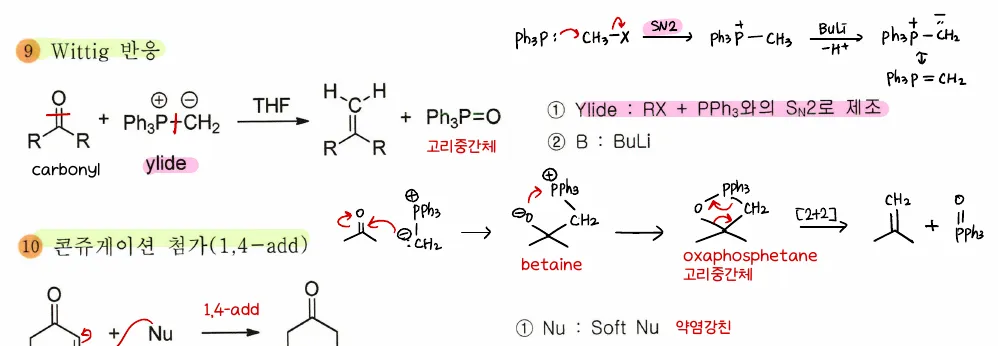 Ph3P: CH3-X SN2 Ph3P+-CH3 BuLi -H+ Ph3P+-CH2-
Ph3P=CH2
9 Wittig 반응
O R R + Ph3P⊕-⊖CH2 THF H C H R R + Ph3P=O
carbonyl ylide 고리중간체
① Ylide : RX + PPh3와의 SN2로 제조
② B : BuLi
O ⊕PPh3 ⊖:CH2 → ⊖O ⊕PPh3 CH2 → O-PPh3 CH2 [2+2] CH2 + O PPh3
betaine oxaphosphetane
고리중간체
10 콘쥬게이션 첨가(1,4-add)
O + Nu 1,4-add O
① Nu : Soft Nu 약염강친